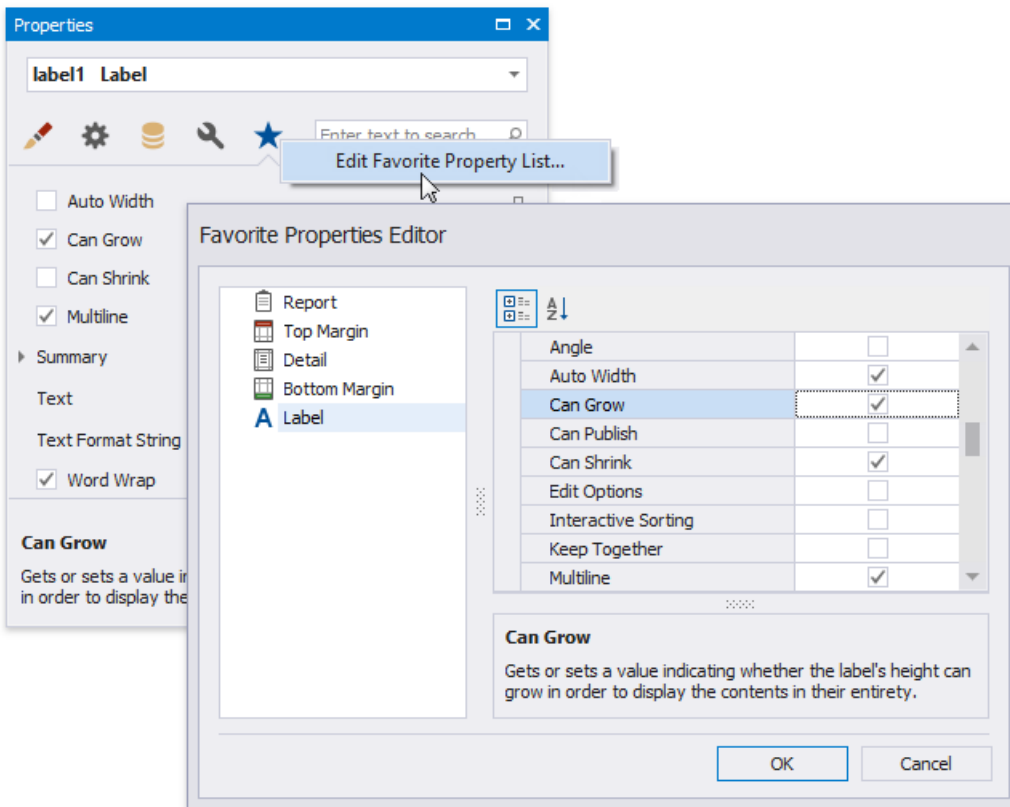 Properties
label1 Label
Enter text to search...
Edit Favorite Property List...
Auto Width
Can Grow
Can Shrink
Multiline
Summary
Text
Text Format String
Word Wrap
Can Grow
Gets or sets a value
in order to display the
Favorite Properties Editor
Report
Top Margin
Detail
Bottom Margin
A Label
A
Z
Angle
Auto Width
Can Grow
Can Publish
Can Shrink
Edit Options
Interactive Sorting
Keep Together
Multiline
Can Grow
Gets or sets a value indicating whether the label's height can
grow in order to display the contents in their entirety.
OK
Cancel